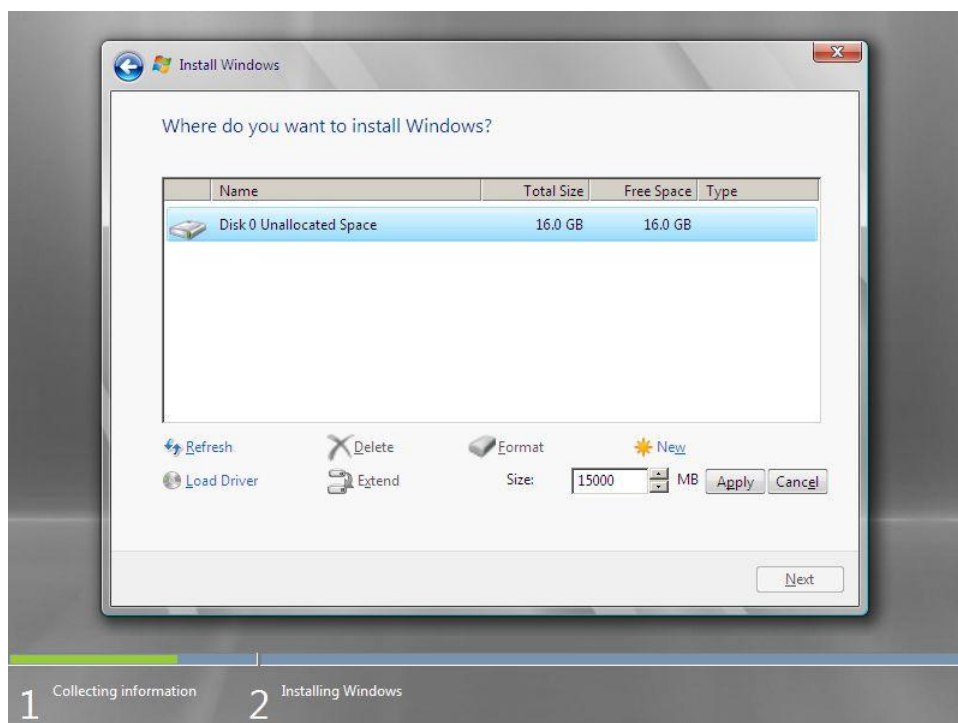 Install Windows
Where do you want to install Windows?
Name Total Size Free Space Type
Disk 0 Unallocated Space 16.0 GB 16.0 GB
Refresh Delete Format New
Load Driver Extend Size: 15000 MB Apply Cancel
Next
1 Collecting information 2 Installing Windows